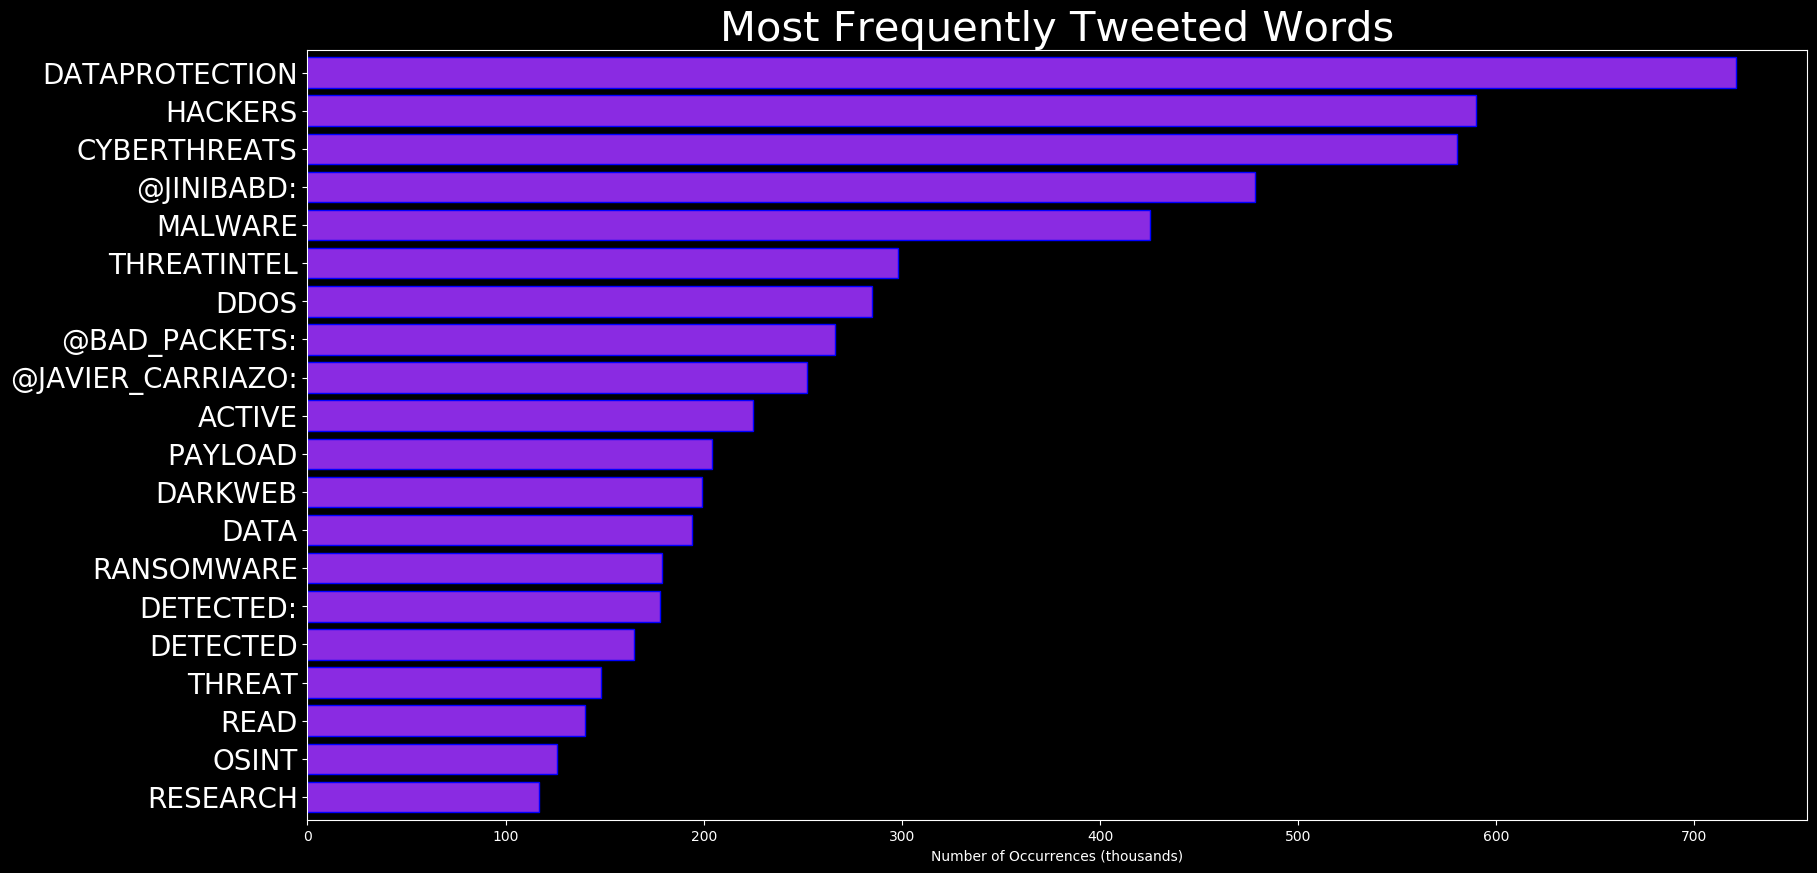 Most Frequently Tweeted Words
DATAPROTECTION
HACKERS
CYBERTHREATS
@JINIBABD:
MALWARE
THREATINTEL
DDOS
@BAD_PACKETS:
@JAVIER_CARRIAZO:
ACTIVE
PAYLOAD
DARKWEB
DATA
RANSOMWARE
DETECTED:
DETECTED
THREAT
READ
OSINT
RESEARCH
0 100 200 300 400 500 600 700
Number of Occurrences (thousands)